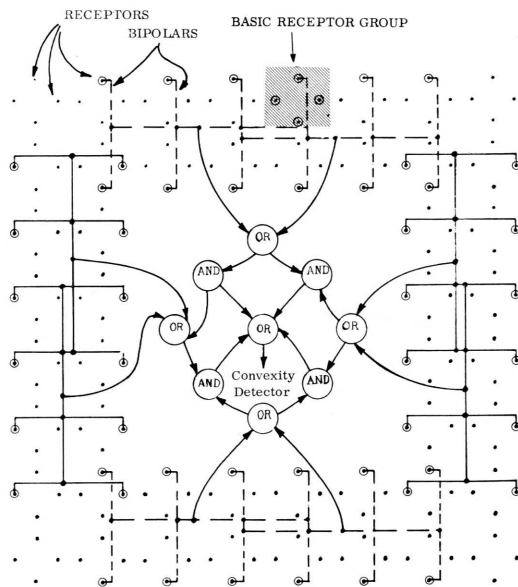 RECEPTORS
BIPOLARS
BASIC RECEPTOR GROUP
OR
AND
AND
OR
OR
OR
AND
Convexity
Detector
AND
OR